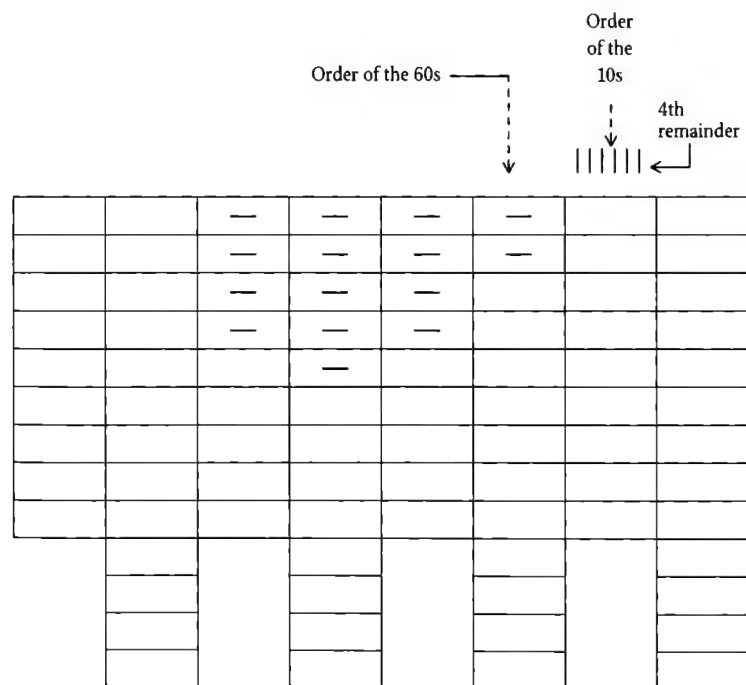 Order
of the
10s
Order of the 60s
4th
remainder